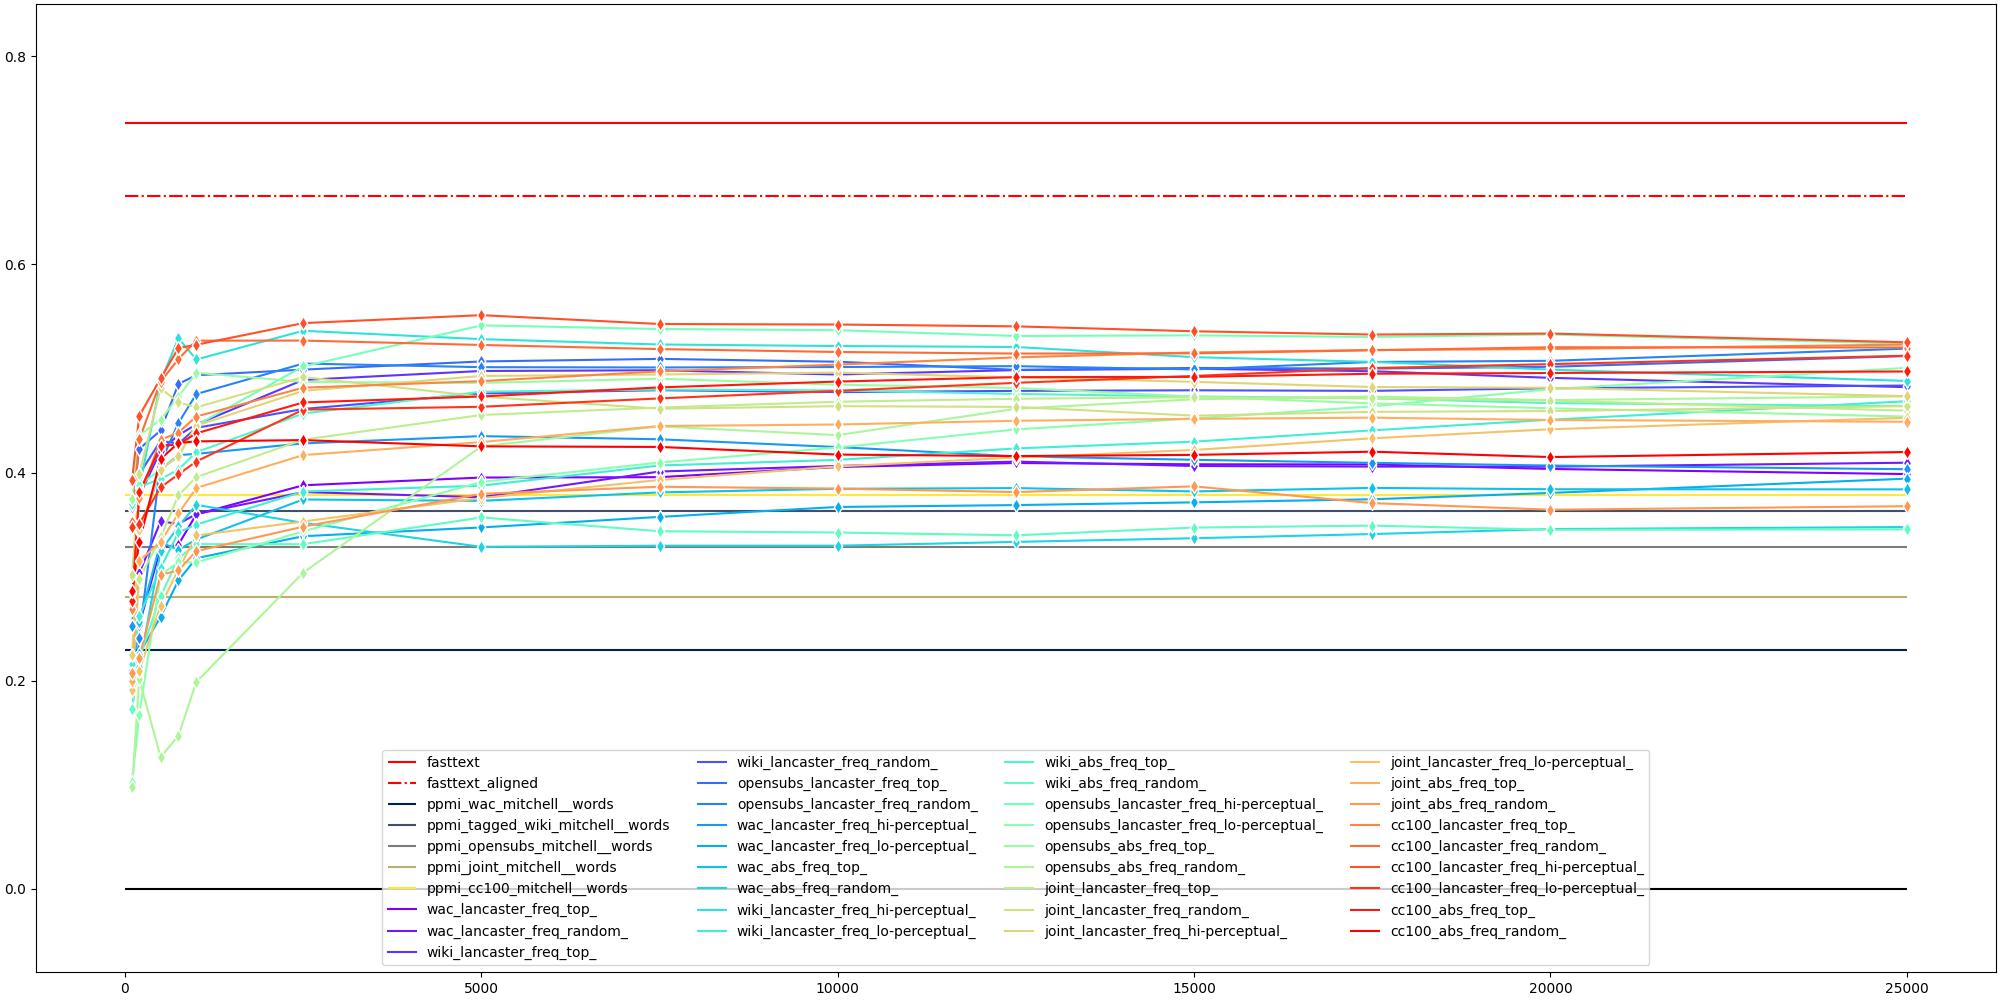 0.8
0.6
0.4
0.2
0.0
fasttext
fasttext_aligned
ppmi_wac_mitchell__words
ppmi_tagged_wiki_mitchell__words
ppmi_opensubs_mitchell__words
ppmi_joint_mitchell__words
ppmi_cc100_mitchell__words
wac_lancaster_freq_top_
wac_lancaster_freq_random_
wiki_lancaster_freq_top_
wiki_lancaster_freq_random_
opensubs_lancaster_freq_top_
opensubs_lancaster_freq_random_
wac_lancaster_freq_hi-perceptual_
wac_lancaster_freq_lo-perceptual_
wac_abs_freq_top_
wac_abs_freq_random_
wiki_lancaster_freq_hi-perceptual_
wiki_lancaster_freq_lo-perceptual_
wiki_abs_freq_top_
wiki_abs_freq_random_
opensubs_lancaster_freq_hi-perceptual_
opensubs_lancaster_freq_lo-perceptual_
opensubs_abs_freq_top_
opensubs_abs_freq_random_
joint_lancaster_freq_top_
joint_lancaster_freq_random_
joint_lancaster_freq_hi-perceptual_
joint_lancaster_freq_lo-perceptual_
joint_abs_freq_top_
joint_abs_freq_random_
cc100_lancaster_freq_top_
cc100_lancaster_freq_random_
cc100_lancaster_freq_hi-perceptual_
cc100_lancaster_freq_lo-perceptual_
cc100_abs_freq_top_
cc100_abs_freq_random_
0 5000 10000 15000 20000 25000